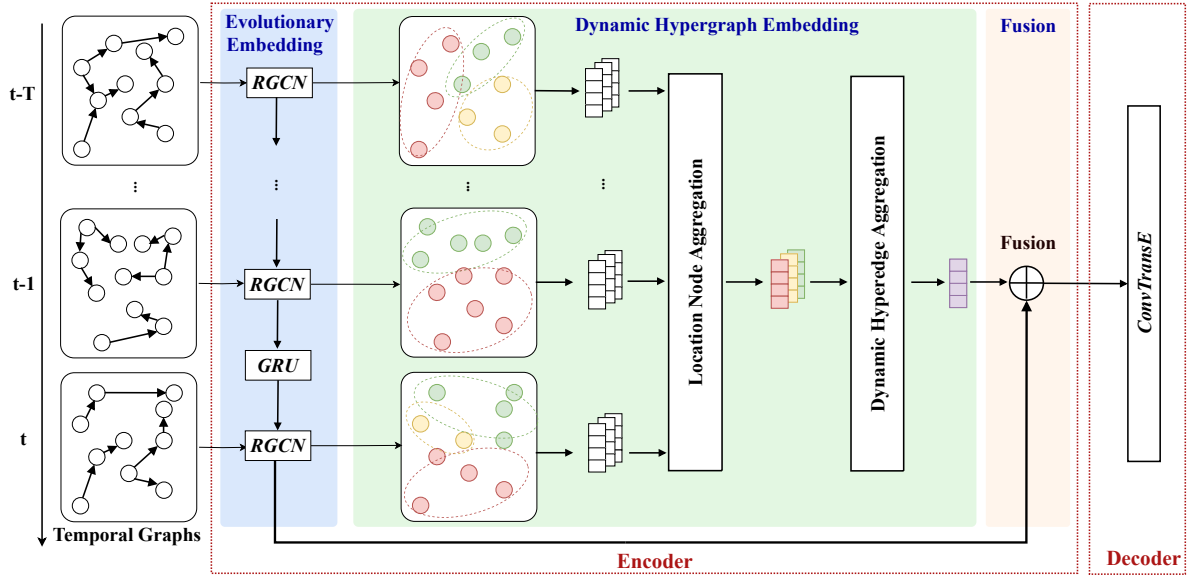 Evolutionary
Embedding
Dynamic Hypergraph Embedding
Fusion
t-T
RGCN
...
...
...
...
t-1
RGCN
GRU
t
RGCN
Location Node Aggregation
Dynamic Hyperedge Aggregation
Fusion
ConvTransE
Temporal Graphs
Encoder
Decoder